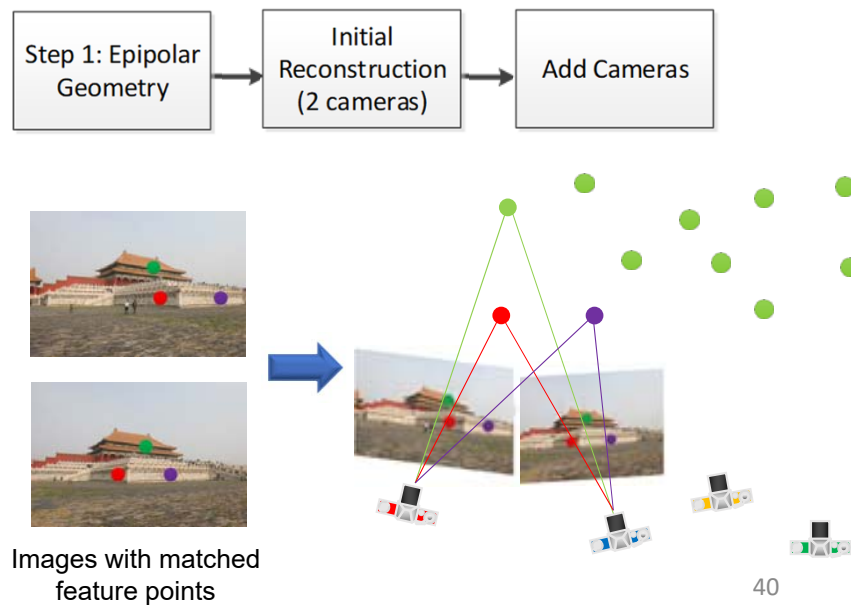 Step 1: Epipolar
Geometry
Initial
Reconstruction
(2 cameras)
Add Cameras
Images with matched
feature points
40